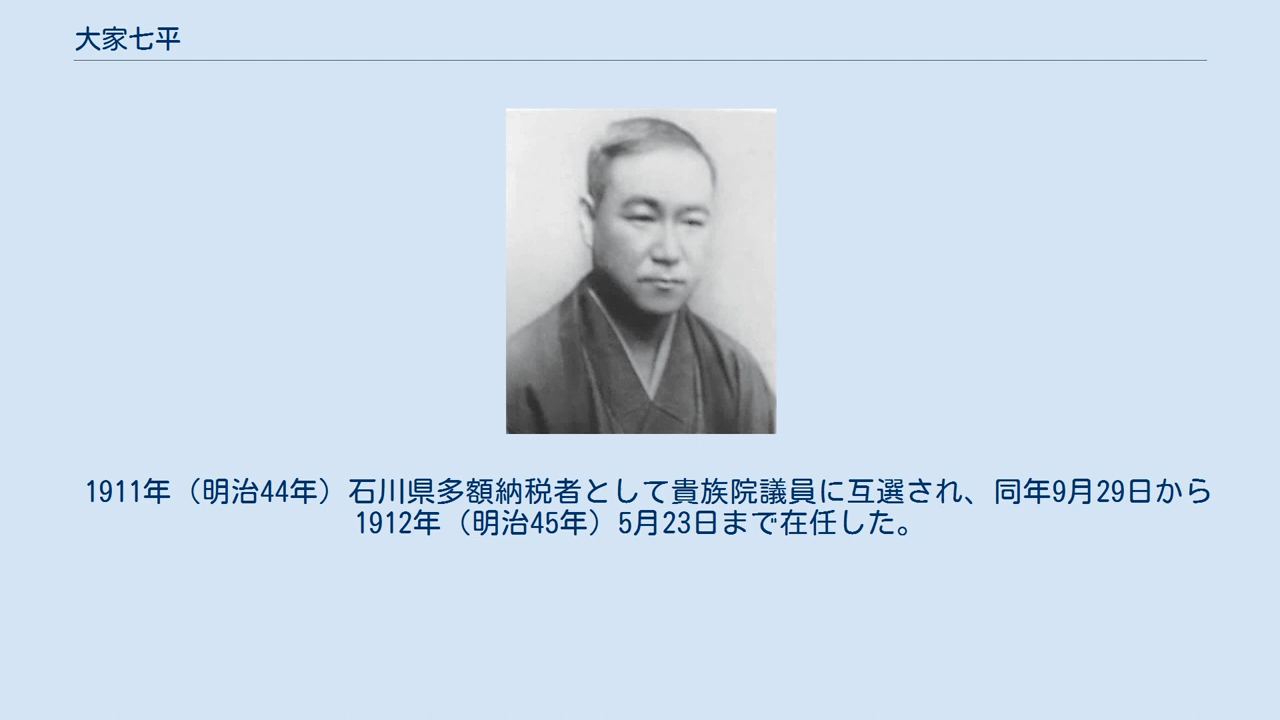 大家七平
1911年（明治44年）石川県多額納税者として貴族院議員に互選され、同年9月29日から
1912年（明治45年）5月23日まで在任した。